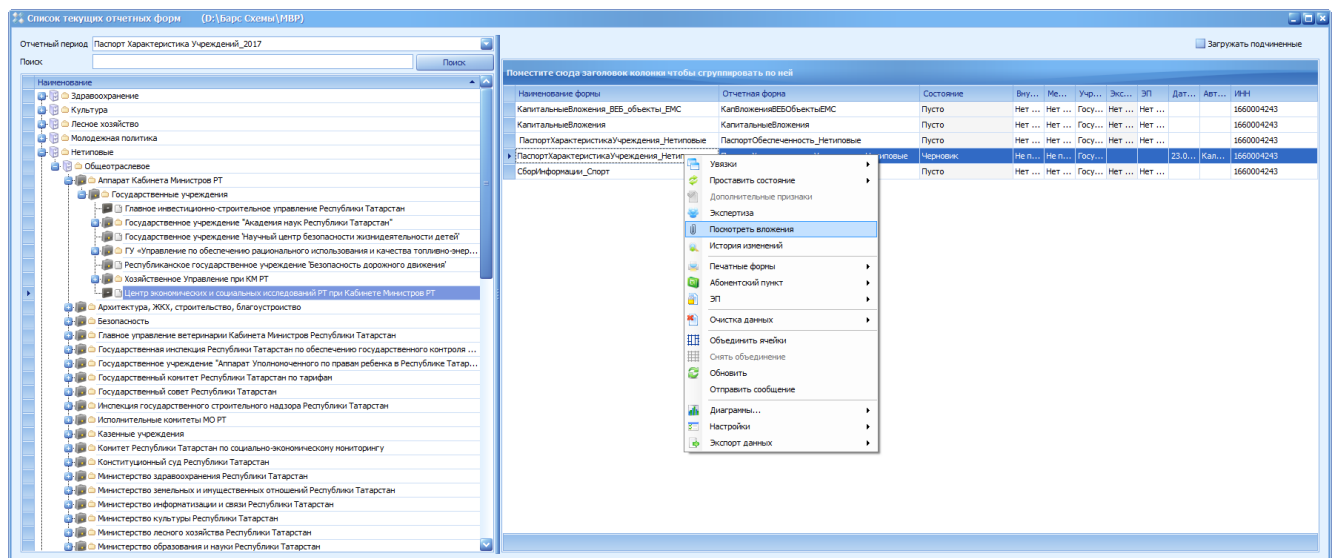 Список текущих отчетных форм (D:\Барс Схемы\МВР)
Отчетный период Паспорт Характеристика Учреждений_2017
Поиск Поиск
Загружать подчиненные
Наименование
Здравоохранение
Культура
Лесное хозяйство
Молодежная политика
Нетиповые
Общеотраслевое
Аппарат Кабинета Министров РТ
Государственные учреждения
Главное инвестиционно-строительное управление Республики Татарстан
Государственное учреждение "Академия наук Республики Татарстан"
Государственное учреждение 'Научный центр безопасности жизнидеятельности детей'
ГУ «Управление по обеспечению рационального использования и качества топливно-энер...
Республиканское государственное учреждение 'Безопасность дорожного движения'
Хозяйственное Управление при КМ РТ
Центр экономических и социальных исследований РТ при Кабинете Министров РТ
Архитектура, ЖКХ, строительство, благоустроиство
Безопасность
Главное управление ветеринарии Кабинета Министров Республики Татарстан
Государственная инспекция Республики Татарстан по обеспечению государственного контроля ...
Государственное учреждение "Аппарат Уполномоченного по правам ребенка в Республике Татар...
Государственный комитет Республики Татарстан по тарифам
Государственный совет Республики Татарстан
Инспекция государственного строительного надзора Республики Татарстан
Исполнительные комитеты МО РТ
Казенные учреждения
Комитет Республики Татарстан по социально-экономическому мониторингу
Конституционный суд Республики Татарстан
Министерство здравоохранения Республики Татарстан
Министерство земельных и имущественных отношений Республики Татарстан
Министерство информатизации и связи Республики Татарстан
Министерство культуры Республики Татарстан
Министерство лесного хозяйства Республики Татарстан
Министерство образования и науки Республики Татарстан
Поместите сюда заголовок колонки чтобы сгруппировать по ней
Наименование формы Отчетная форма Состояние Вну... Ме... Учр... Экс... ЭП Дат... Авт... ИНН
КапитальныеВложения_ВЕБ_объекты_ЕМС КапВложенияВЕБОбъектыЕМС Пусто Нет ... Нет ... Госу... Нет ... Нет ... 1660004243
КапитальныеВложения КапитальныеВложения Пусто Нет ... Нет ... Госу... Нет ... Нет ... 1660004243
ПаспортХарактеристикаУчреждения_Нетиповые ПаспортОбеспеченность_Нетиповые Пусто Нет ... Нет ... Госу... Нет ... Нет ... 1660004243
ПаспортХарактеристикаУчреждения_Нетип иповые Черновик Не п... Не п... Госу... 23.0... Кал... 1660004243
СборИнформации_Спорт Пусто Нет ... Нет ... Госу... Нет ... Нет ... 1660004243
Увязки
Проставить состояние
Дополнительные признаки
Экспертиза
Посмотреть вложения
История изменений
Печатные формы
Абонентский пункт
ЭП
Очистка данных
Объединить ячейки
Снять объединение
Обновить
Отправить сообщение
Диаграммы...
Настройки
Экспорт данных